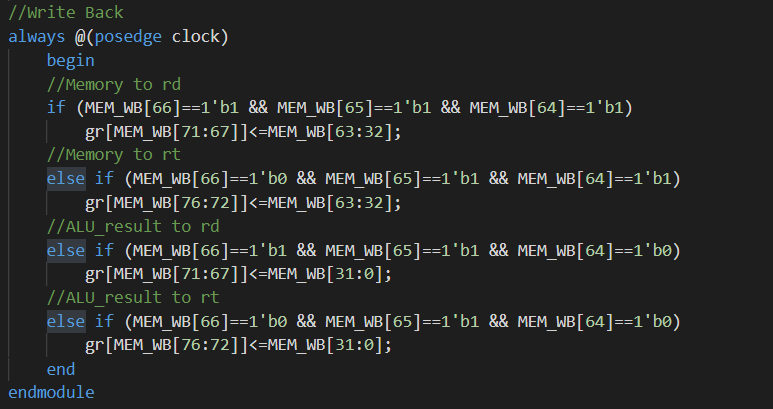 //Write Back
always @(posedge clock)
    begin
    //Memory to rd
    if (MEM_WB[66]==1'b1 && MEM_WB[65]==1'b1 && MEM_WB[64]==1'b1)
        gr[MEM_WB[71:67]]<=MEM_WB[63:32];
    //Memory to rt
    else if (MEM_WB[66]==1'b0 && MEM_WB[65]==1'b1 && MEM_WB[64]==1'b1)
        gr[MEM_WB[76:72]]<=MEM_WB[63:32];
    //ALU_result to rd
    else if (MEM_WB[66]==1'b1 && MEM_WB[65]==1'b1 && MEM_WB[64]==1'b0)
        gr[MEM_WB[71:67]]<=MEM_WB[31:0];
    //ALU_result to rt
    else if (MEM_WB[66]==1'b0 && MEM_WB[65]==1'b1 && MEM_WB[64]==1'b0)
        gr[MEM_WB[76:72]]<=MEM_WB[31:0];
    end
endmodule